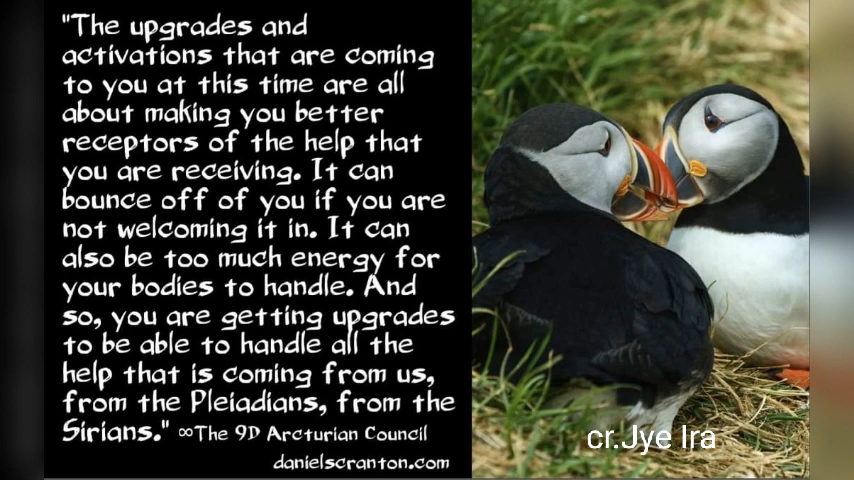 "The upgrades and
activations that are coming
to you at this time are all
about making you better
receptors of the help that
you are receiving. It can
bounce off of you if you are
not welcoming it in. It can
also be too much energy for
your bodies to handle. And
so, you are getting upgrades
to be able to handle all the
help that is coming from us,
from the Pleiadians, from the
Sirians." ∞The 9D Arcturian Council
danielscranton.com
cr.Jye Ira